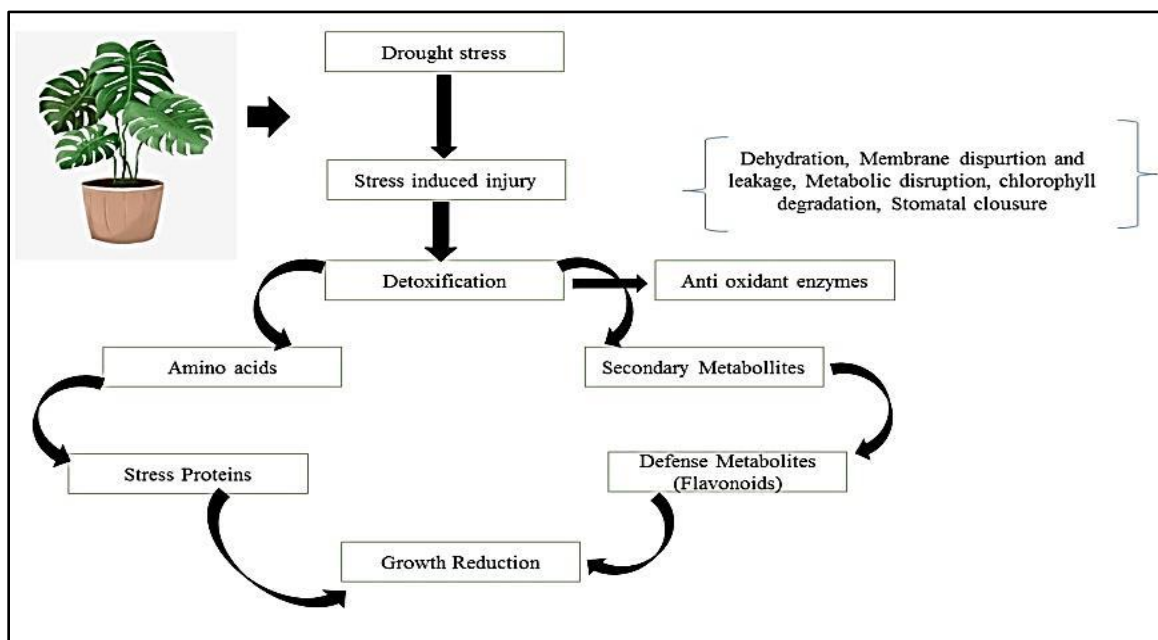 Drought stress
Stress induced injury
Dehydration, Membrane dispurtion and
leakage, Metabolic disruption, chlorophyll
degradation, Stomatal clousure
Detoxification
Anti oxidant enzymes
Amino acids
Secondary Metabollites
Stress Proteins
Defense Metabolites
(Flavonoids)
Growth Reduction